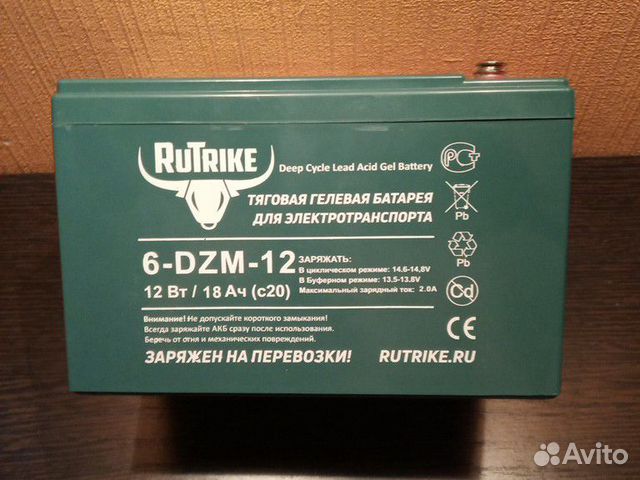 RUTRIKE
Deep Cycle Lead Acid Gel Battery
ТЯГОВАЯ ГЕЛЕВАЯ БАТАРЕЯ
ДЛЯ ЭЛЕКТРОТРАНСПОРТА
6-DZM-12
12 Вт / 18 Ач (с20)
ЗАРЯЖАТЬ:
В циклическом режиме: 14.6-14,8V
В Буферном режиме: 13.5-13.8V
Максимальный зарядный ток: 2.0А
Внимание! Не допускайте короткого замыкания!
Всегда заряжайте АКБ сразу после использования.
Беречь от огня и механических повреждений.
ЗАРЯЖЕН НА ПЕРЕВОЗКИ!
RUTRIKE.RU
РСТ
Pb
Pb
Cd
CE
Avito